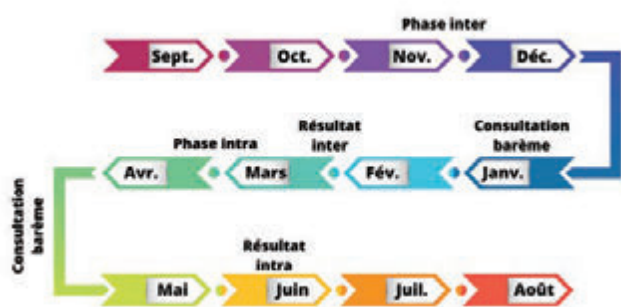 Phase inter
Sept. Oct. Nov. Déc.
Phase intra
Résultat
inter
Consultation
barème
Avr. Mars Fév. Janv.
Consultation
barème
Résultat
intra
Mai Juin Juil. Août